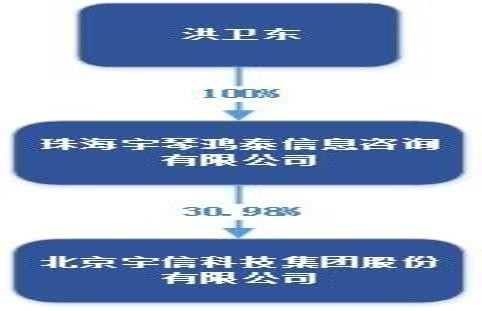 洪卫东
100%
珠海宇琴鸿泰信息咨询
有限公司
30.98%
北京宇信科技集团股份
有限公司